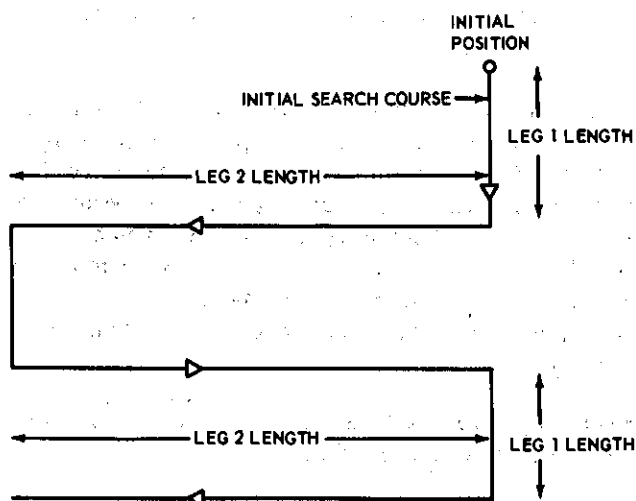 INITIAL
POSITION
INITIAL SEARCH COURSE
LEG 1 LENGTH
LEG 2 LENGTH
LEG 2 LENGTH
LEG 1 LENGTH